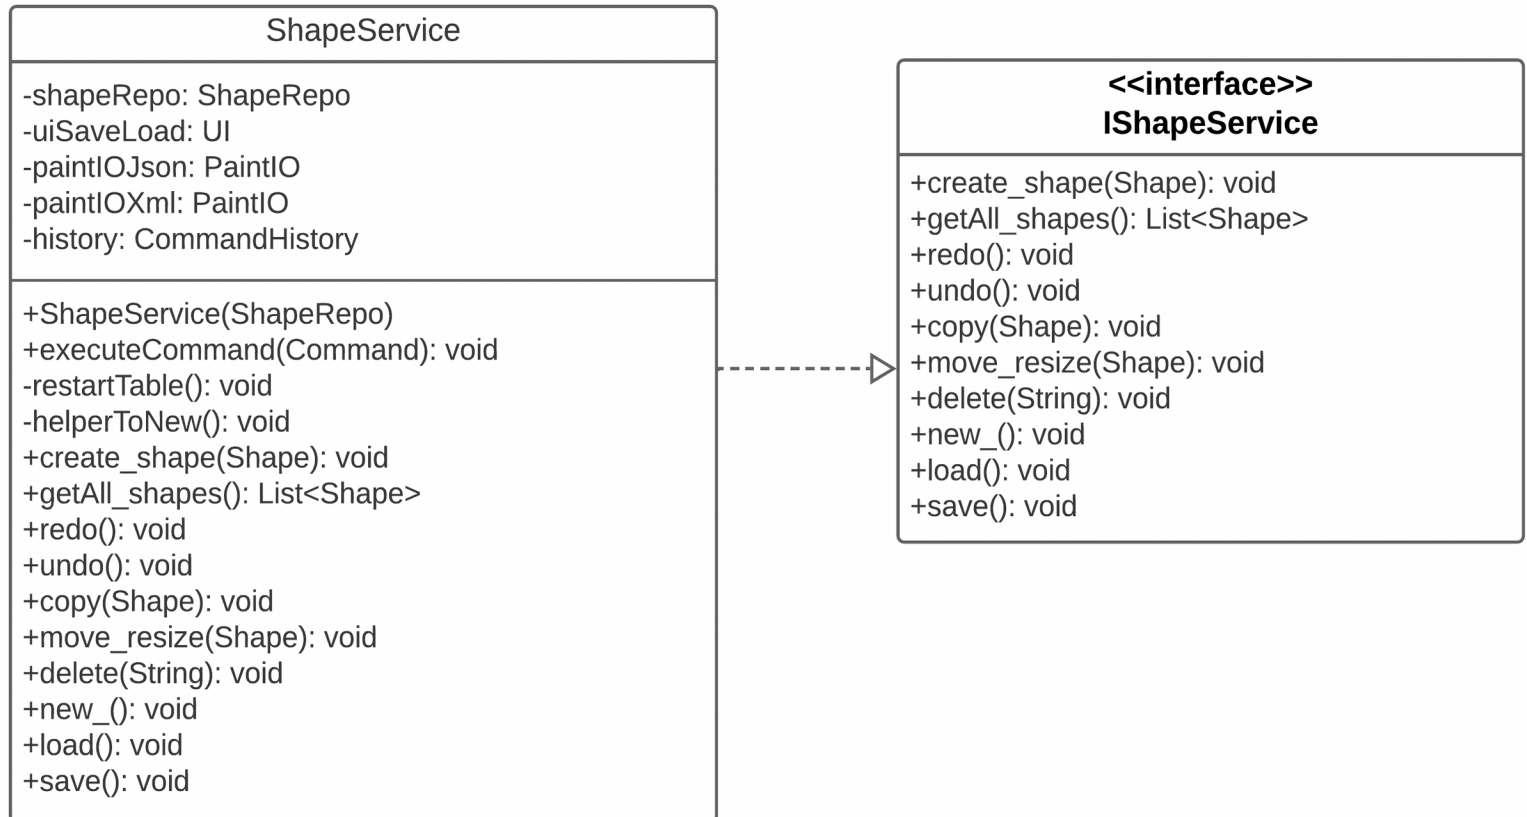 ShapeService
-shapeRepo: ShapeRepo
-uiSaveLoad: UI
-paintIOJson: PaintIO
-paintIOXml: PaintIO
-history: CommandHistory
+ShapeService(ShapeRepo)
+executeCommand(Command): void
-restartTable(): void
-helperToNew(): void
+create_shape(Shape): void
+getAll_shapes(): List<Shape>
+redo(): void
+undo(): void
+copy(Shape): void
+move_resize(Shape): void
+delete(String): void
+new_(): void
+load(): void
+save(): void
<<interface>>
IShapeService
+create_shape(Shape): void
+getAll_shapes(): List<Shape>
+redo(): void
+undo(): void
+copy(Shape): void
+move_resize(Shape): void
+delete(String): void
+new_(): void
+load(): void
+save(): void